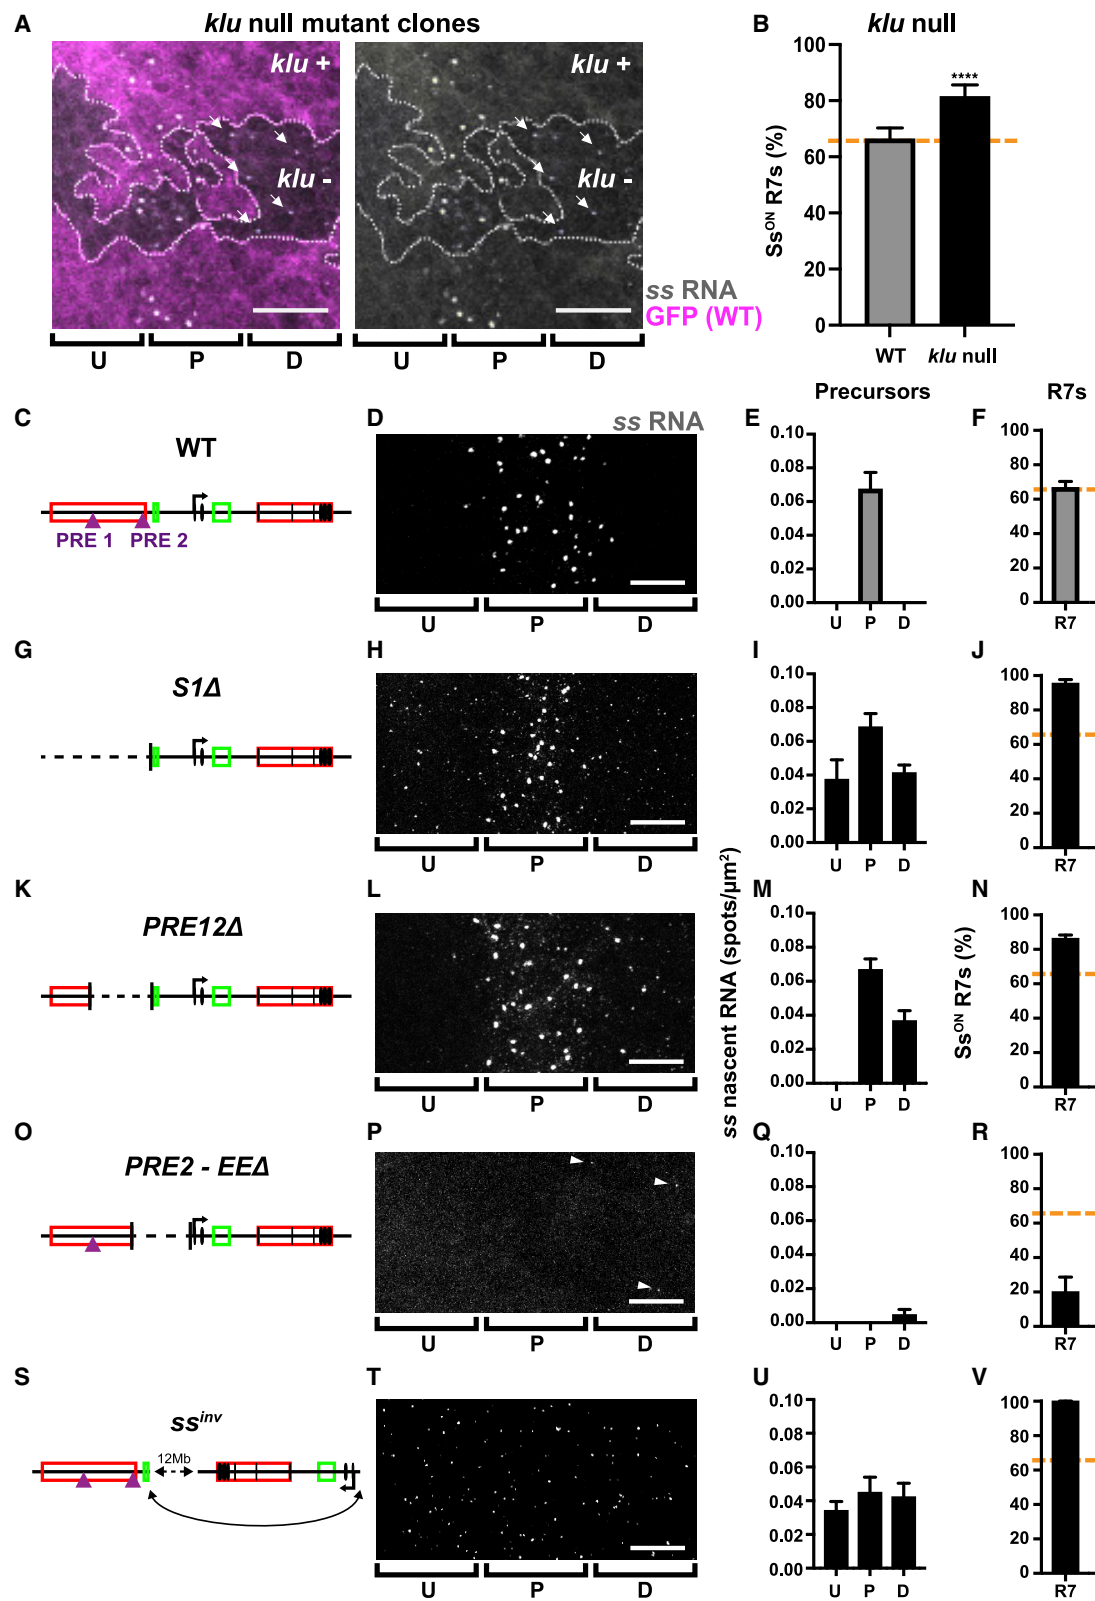 A
klu null mutant clones
klu +
klu -
klu +
klu -
ss RNA
GFP (WT)
U P D
U P D
B
klu null
SsON R7s (%)
100
80
60
40
20
0
****
WT klu null
Precursors
R7s
C
WT
PRE 1 PRE 2
D
ss RNA
U P D
E
0.10
0.08
0.06
0.04
0.02
0.00
U P D
F
100
80
60
40
20
0
R7
G
S1Δ
H
U P D
I
0.10
0.08
0.06
0.04
0.02
0.00
U P D
J
100
80
60
40
20
0
R7
K
PRE12Δ
L
U P D
ss nascent RNA (spots/µm²)
M
0.10
0.08
0.06
0.04
0.02
0.00
U P D
SsON R7s (%)
N
100
80
60
40
20
0
R7
O
PRE2 - EEΔ
P
U P D
Q
0.10
0.08
0.06
0.04
0.02
0.00
U P D
R
100
80
60
40
20
0
R7
S
ssinv
12Mb
T
U P D
U
0.10
0.08
0.06
0.04
0.02
0.00
U P D
V
100
80
60
40
20
0
R7